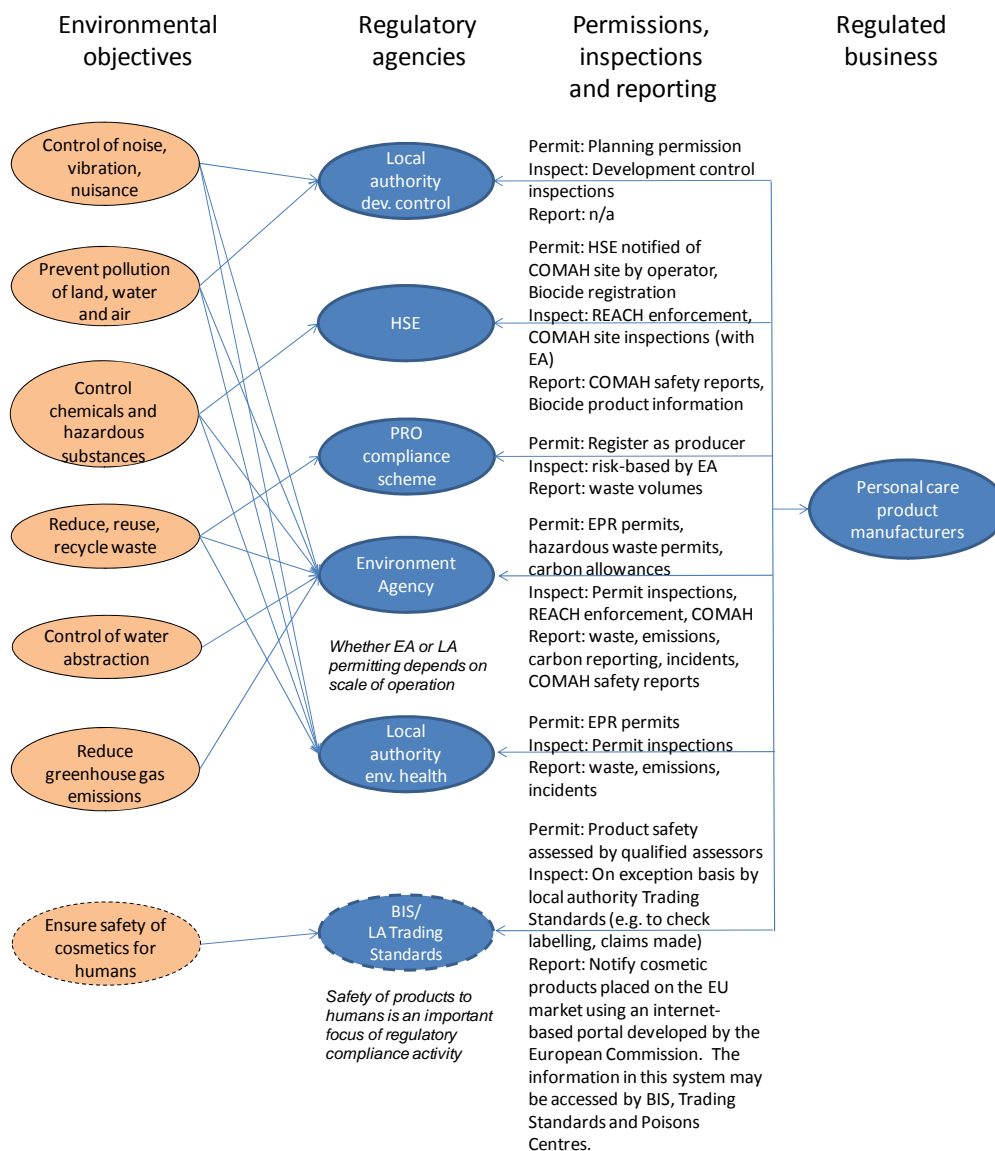 Environmental
objectives
Regulatory
agencies
Permissions,
inspections
and reporting
Regulated
business
Control of noise,
vibration,
nuisance
Prevent pollution
of land, water
and air
Control
chemicals and
hazardous
substances
Reduce, reuse,
recycle waste
Control of water
abstraction
Reduce
greenhouse gas
emissions
Ensure safety of
cosmetics for
humans
Local
authority
dev. control
HSE
PRO
compliance
scheme
Environment
Agency
Whether EA or LA
permitting depends on
scale of operation
Local
authority
env. health
BIS/
LA Trading
Standards
Safety of products to
humans is an important
focus of regulatory
compliance activity
Permit: Planning permission
Inspect: Development control
inspections
Report: n/a
Permit: HSE notified of
COMAH site by operator,
Biocide registration
Inspect: REACH enforcement,
COMAH site inspections (with
EA)
Report: COMAH safety reports,
Biocide product information
Permit: Register as producer
Inspect: risk-based by EA
Report: waste volumes
Permit: EPR permits,
hazardous waste permits,
carbon allowances
Inspect: Permit inspections,
REACH enforcement, COMAH
Report: waste, emissions,
carbon reporting, incidents,
COMAH safety reports
Permit: EPR permits
Inspect: Permit inspections
Report: waste, emissions,
incidents
Permit: Product safety
assessed by qualified assessors
Inspect: On exception basis by
local authority Trading
Standards (e.g. to check
labelling, claims made)
Report: Notify cosmetic
products placed on the EU
market using an internet-
based portal developed by the
European Commission.  The
information in this system may
be accessed by BIS, Trading
Standards and Poisons
Centres.
Personal care
product
manufacturers